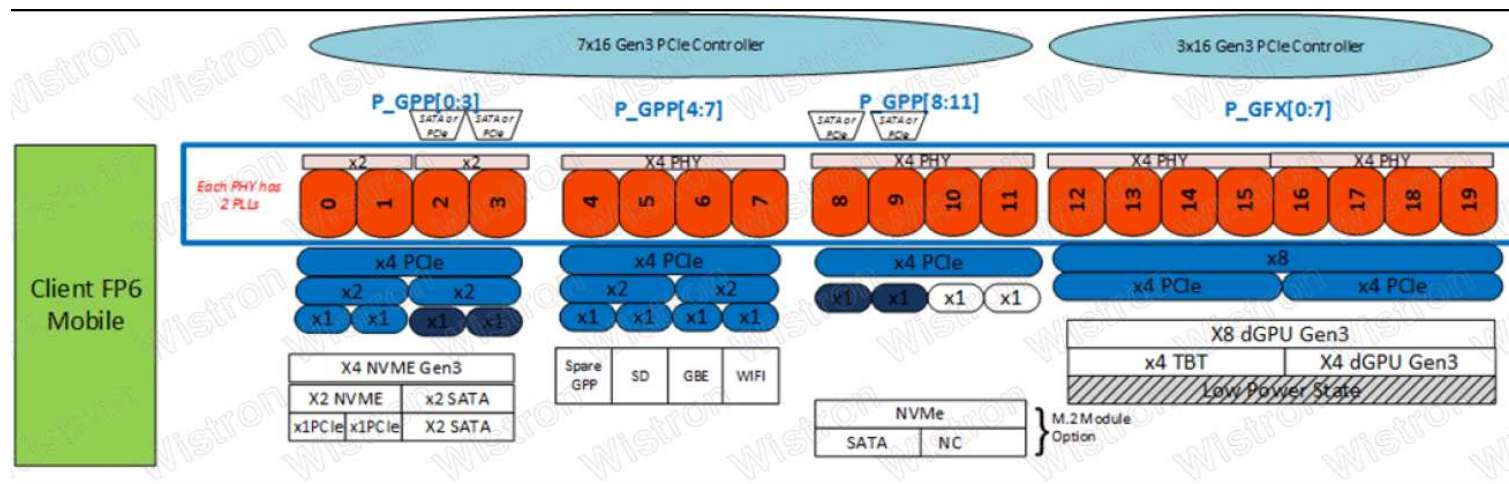 7x16 Gen3 PCIe Controller
3x16 Gen3 PCIe Controller
P_GPP[0:3]
P_GPP[4:7]
P_GPP[8:11]
P_GFX[0:7]
SATA or PCIe
SATA or PCIe
SATA or PCIe
SATA or PCIe
Client FP6
Mobile
Each PHY has
2 PLLs
x2
x2
X4 PHY
X4 PHY
X4 PHY
X4 PHY
0 1 2 3 4 5 6 7 8 9 10 11 12 13 14 15 16 17 18 19
x4 PCIe
x2 x2
x1 x1 x1 x1
X4 NVME Gen3
X2 NVME x2 SATA
x1PCIe x1PCIe X2 SATA
x4 PCIe
x2 x2
x1 x1 x1 x1
Spare GPP
SD
GBE
WIFI
x4 PCIe
x1 x1 x1 x1
NVMe
SATA NC
M.2 Module
Option
x8
x4 PCIe x4 PCIe
X8 dGPU Gen3
x4 TBT X4 dGPU Gen3
Low Power State
Wistron